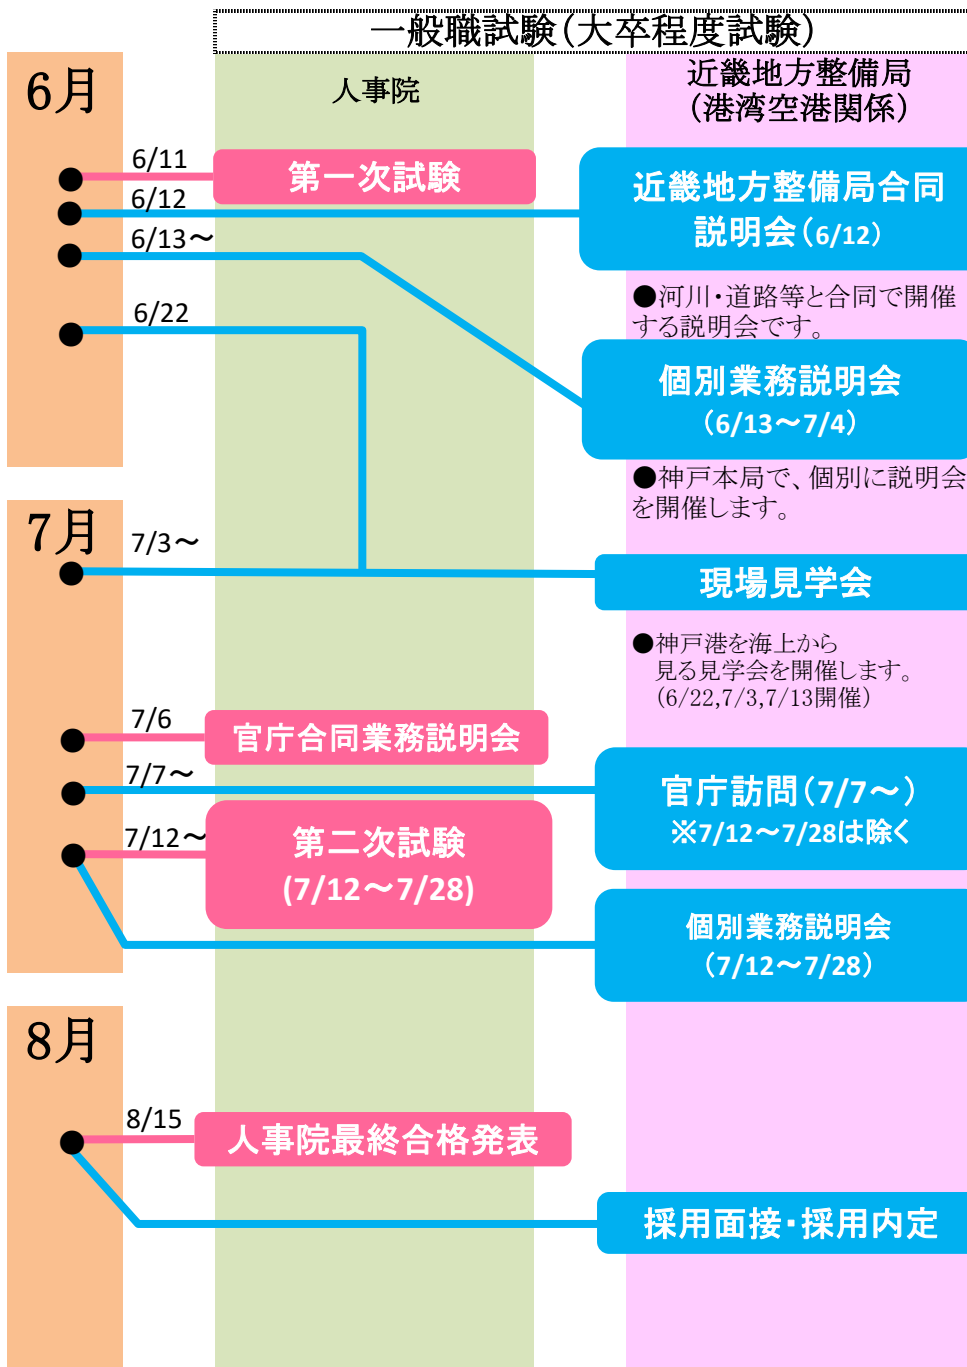 一般職試験（大卒程度試験）
6月
人事院
近畿地方整備局
（港湾空港関係）
6/11
第一次試験
6/12
近畿地方整備局合同
説明会（6/12）
6/13～
●河川・道路等と合同で開催
する説明会です。
6/22
個別業務説明会
（6/13～7/4）
●神戸本局で、個別に説明会
を開催します。
7月
7/3～
現場見学会
●神戸港を海上から
見る見学会を開催します。
（6/22,7/3,7/13開催）
7/6
官庁合同業務説明会
7/7～
官庁訪問（7/7～）
※7/12～7/28は除く
7/12～
第二次試験
(7/12～7/28)
個別業務説明会
（7/12～7/28）
8月
8/15
人事院最終合格発表
採用面接・採用内定